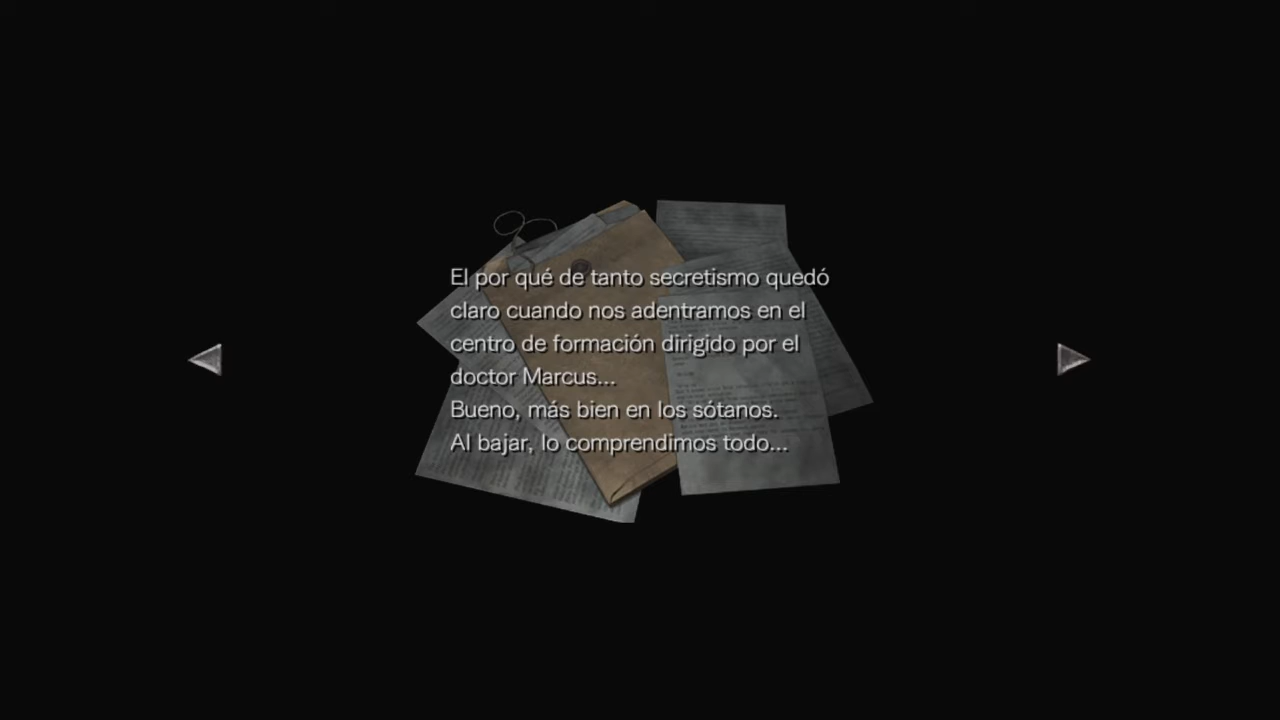 El por qué de tanto secretismo quedó
claro cuando nos adentramos en el
centro de formación dirigido por el
doctor Marcus...
Bueno, más bien en los sótanos.
Al bajar, lo comprendimos todo...